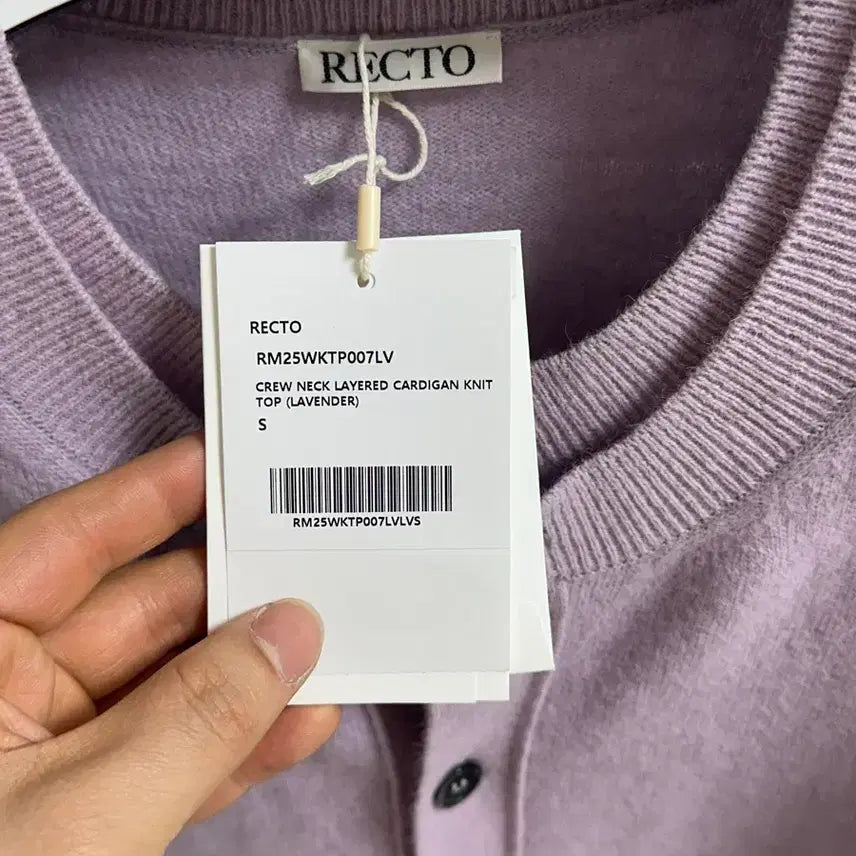 RECTO
RECTO
RM25WKTP007LV
CREW NECK LAYERED CARDIGAN KNIT
TOP (LAVENDER)
S
RM25WKTP007LVLVS